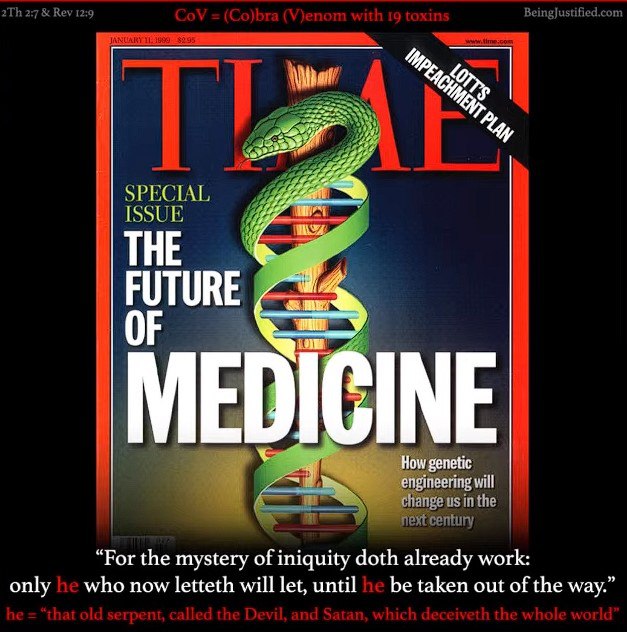 2Th 2:7 & Rev 12:9
CoV = (Co)bra (V)enom with 19 toxins
BeingJustified.com
JANUARY 11, 1999 $2.95
www.time.com
LOTT'S
IMPEACHMENT PLAN
TIME
SPECIAL
ISSUE
THE
FUTURE
OF
MEDICINE
How genetic
engineering will
change us in the
next century
“For the mystery of iniquity doth already work:
only he who now letteth will let, until he be taken out of the way.”
he = “that old serpent, called the Devil, and Satan, which deceiveth the whole world”